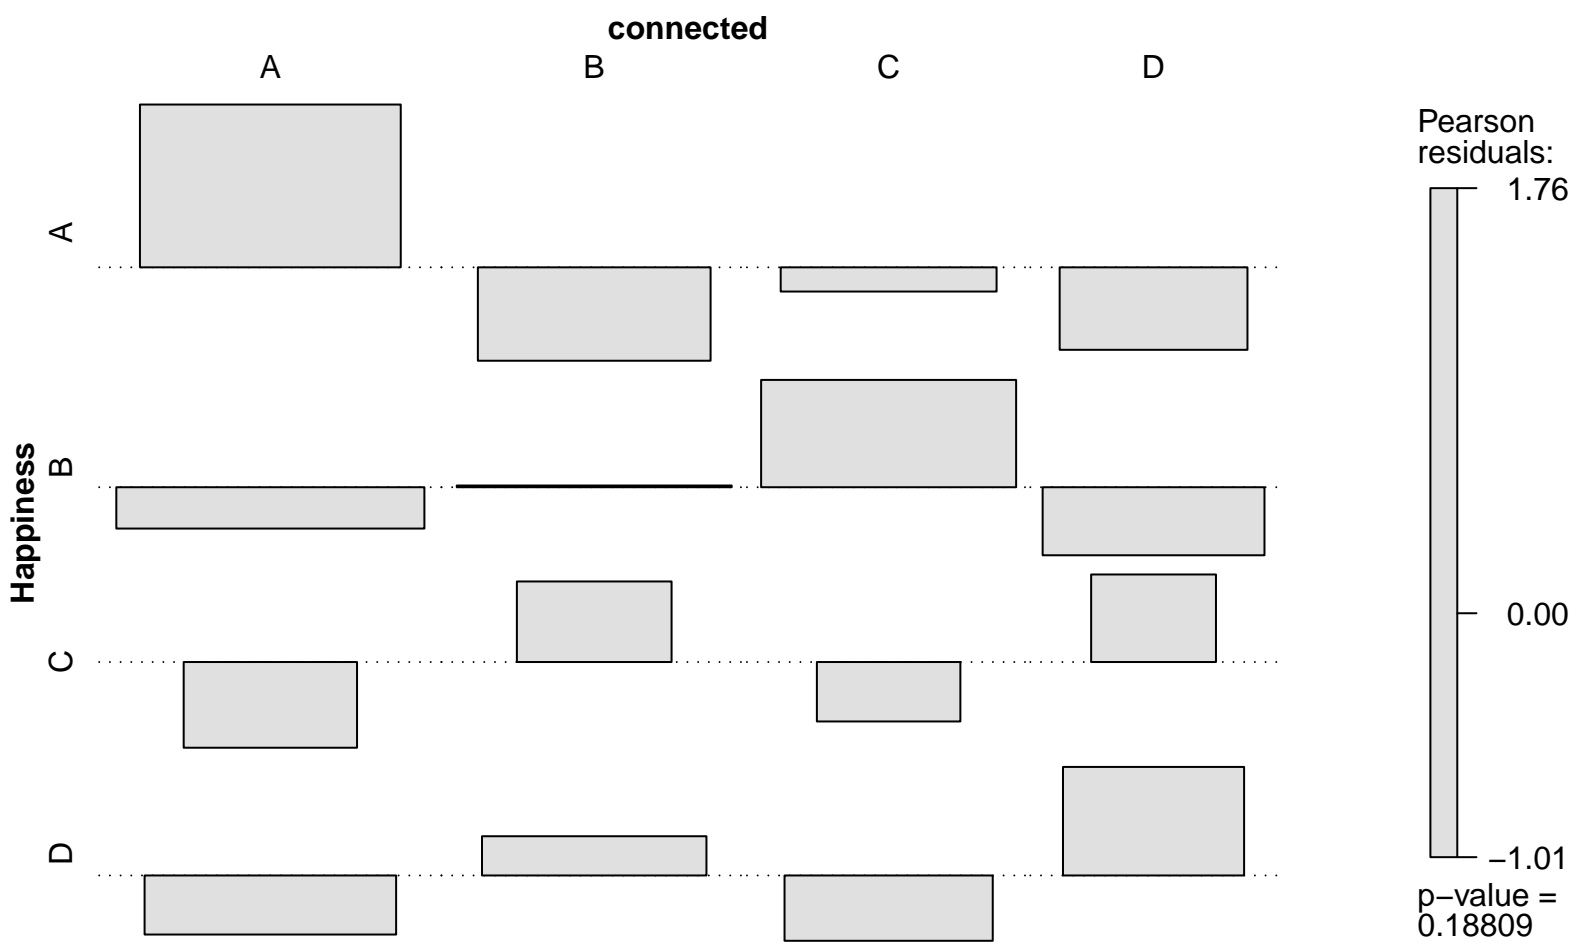 connected
A B C D
Happiness
A
B
C
D
Pearson
residuals:
1.76
0.00
−1.01
p−value =
0.18809